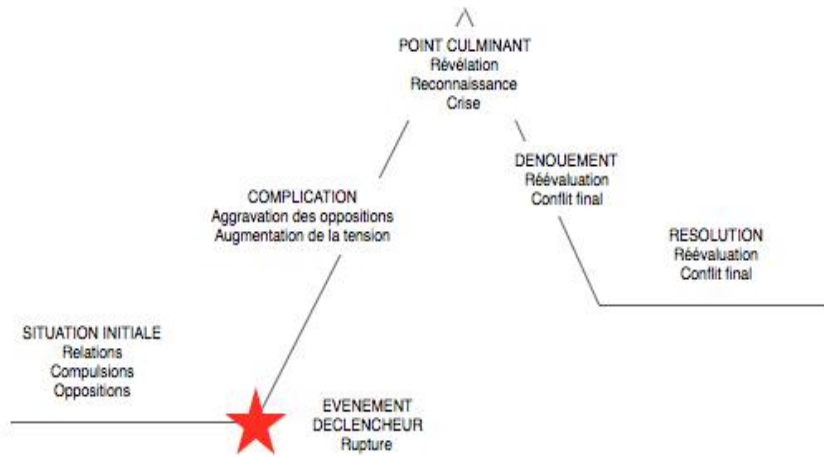 POINT CULMINANT
Révélation
Reconnaissance
Crise
DENOUEMENT
Réévaluation
Conflit final
COMPLICATION
Aggravation des oppositions
Augmentation de la tension
RESOLUTION
Réévaluation
Conflit final
SITUATION INITIALE
Relations
Compulsions
Oppositions
EVENEMENT
DECLENCHEUR
Rupture